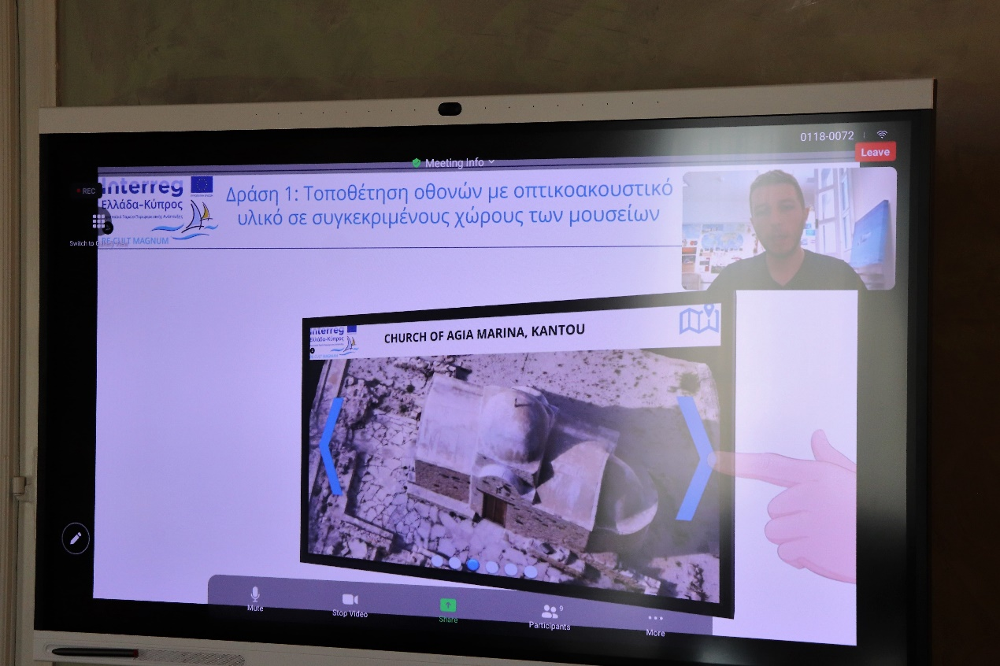 0118-0072
Leave
Meeting Info
REC
Interreg
Ελλάδα-Κύπρος
RE-CULT MAGNUM
Switch to
Δράση 1: Τοποθέτηση οθονών με οπτικοακουστικό
υλικό σε συγκεκριμένους χώρους των μουσείων
Interreg
Ελλάδα-Κύπρος
CHURCH OF AGIA MARINA, KANTOU
Mute
Stop Video
Share
9
Participants
More